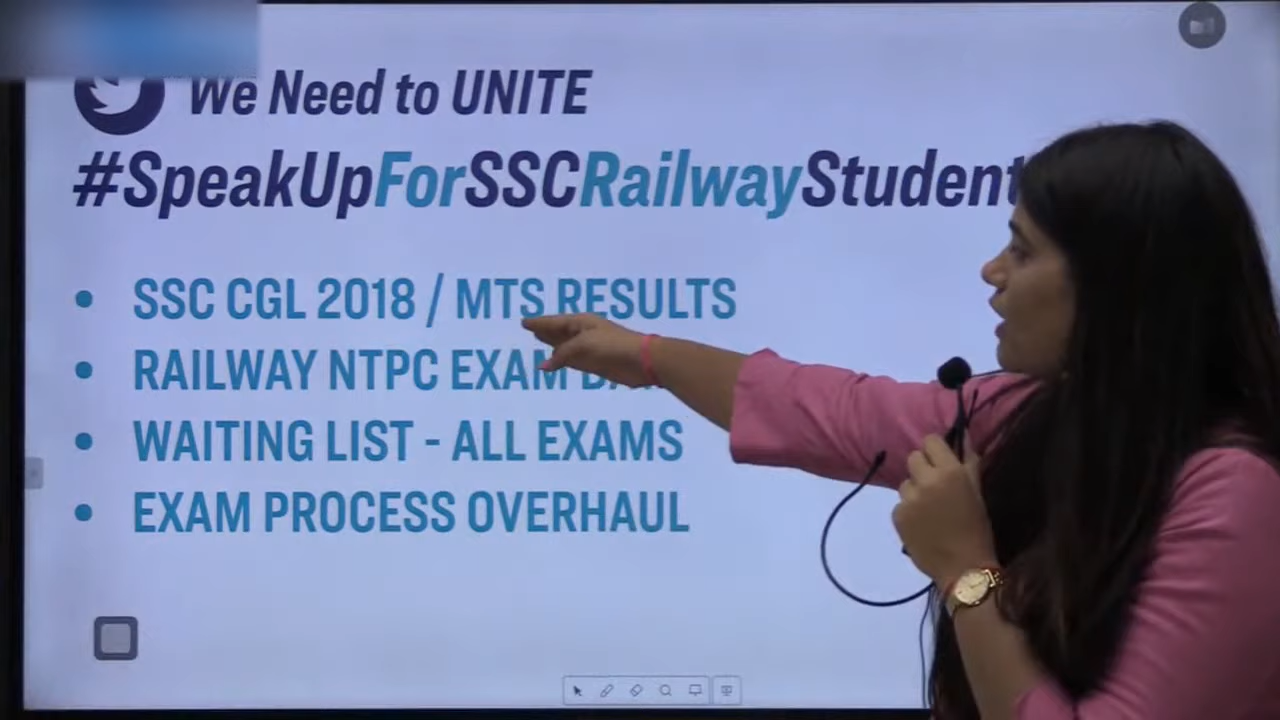 We Need to UNITE
#SpeakUpForSSCRailwayStudent
• SSC CGL 2018 / MTS RESULTS
• RAILWAY NTPC EXAM
• WAITING LIST - ALL EXAMS
• EXAM PROCESS OVERHAUL